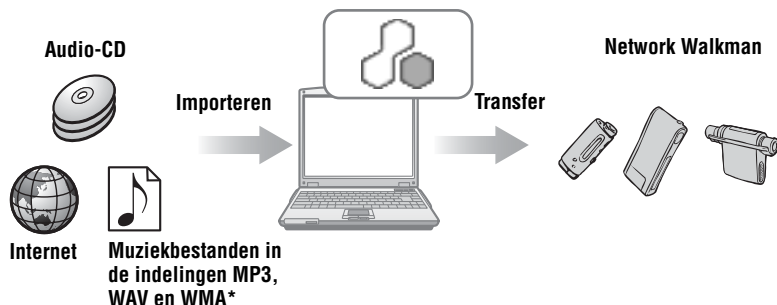 Audio-CD
Network Walkman
Importeren
Transfer
Internet
Muziekbestanden in
de indelingen MP3,
WAV en WMA*